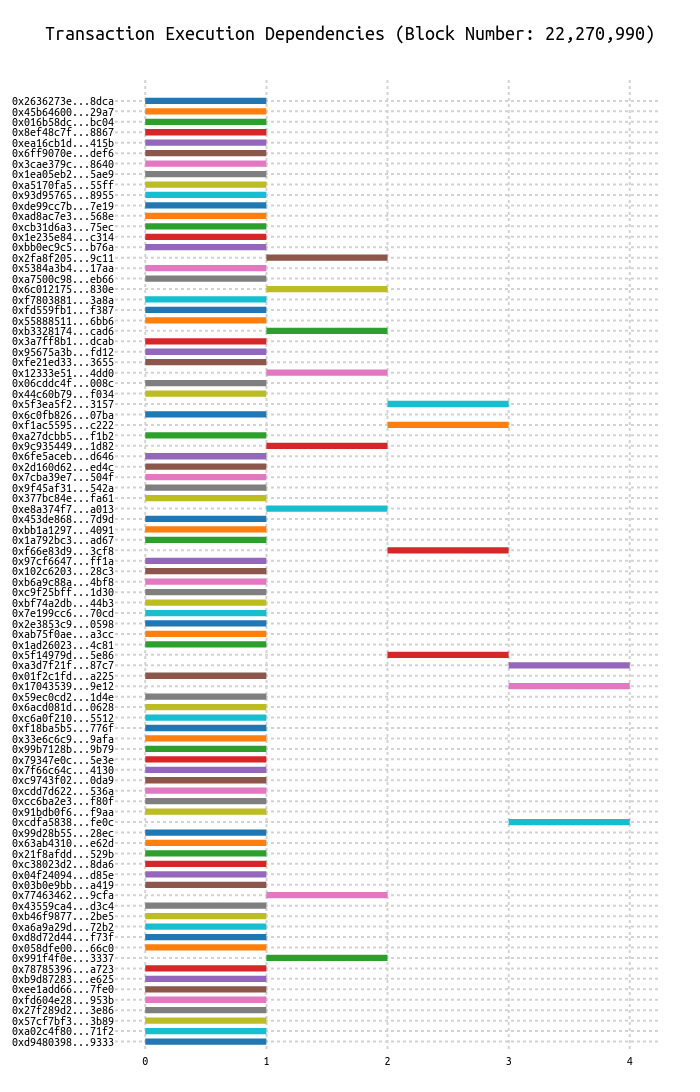 Transaction Execution Dependencies (Block Number: 22,270,990)
0x2636273e...8dca
0x45b64600...29a7
0x016b58dc...bc04
0x8ef48c7f...8867
0xea16cb1d...415b
0x6ff9070e...def6
0x3cae379c...8640
0x1ea05eb2...5ae9
0xa5170fa5...55ff
0x93d95765...8955
0xde99cc7b...7e19
0xad8ac7e3...568e
0xcb31d6a3...75ec
0x1e235e84...c314
0xbb0ec9c5...b76a
0x2fa8f205...9c11
0x5384a3b4...17aa
0xa7500c98...eb66
0x6c012175...830e
0xf7803881...3a8a
0xfd559fb1...f387
0x55888511...6bb6
0xb3328174...cad6
0x3a7ff8b1...dcab
0x95675a3b...fd12
0xfe21ed33...3655
0x12333e51...4dd0
0x06cddc4f...008c
0x44c60b79...f034
0x5f3ea5f2...3157
0x6c0fb826...07ba
0xf1ac5595...c222
0xa27dcbb5...f1b2
0x9c935449...1d82
0x6fe5aceb...d646
0x2d160d62...ed4c
0x7cba39e7...504f
0x9f45af31...542a
0x377bc84e...fa61
0xe8a374f7...a013
0x453de868...7d9d
0xbb1a1297...4091
0x1a792bc3...ad67
0xf66e83d9...3cf8
0x97cf6647...ff1a
0x102c6203...28c3
0xb6a9c88a...4bf8
0xc9f25bff...1d30
0xbf74a2db...44b3
0x7e199cc6...70cd
0x2e3853c9...0598
0xab75f0ae...a3cc
0x1ad26023...4c81
0x5f14979d...5e86
0xa3d7f21f...87c7
0x01f2c1fd...a225
0x17043539...9e12
0x59ec0cd2...1d4e
0x6acd081d...0628
0xc6a0f210...5512
0xf18ba5b5...776f
0x33e6c6c9...9afa
0x99b7128b...9b79
0x79347e0c...5e3e
0x7f66c64c...4130
0xc9743f02...0da9
0xcdd7d622...536a
0xcc6ba2e3...f80f
0x91bdb0f6...f9aa
0xcdfa5838...fe0c
0x99d28b55...28ec
0x63ab4310...e62d
0x21f8afdd...529b
0xc38023d2...8da6
0x04f24094...d85e
0x03b0e9bb...a419
0x77463462...9cfa
0x43559ca4...d3c4
0xb46f9877...2be5
0xa6a9a29d...72b2
0xd8d72d44...f73f
0x058dfe00...66c0
0x991f4f0e...3337
0x78785396...a723
0xb9d87283...e625
0xee1add66...7fe0
0xfd604e28...953b
0x27f289d2...3e86
0x57cf7bf3...3b89
0xa02c4f80...71f2
0xd9480398...9333
0 1 2 3 4